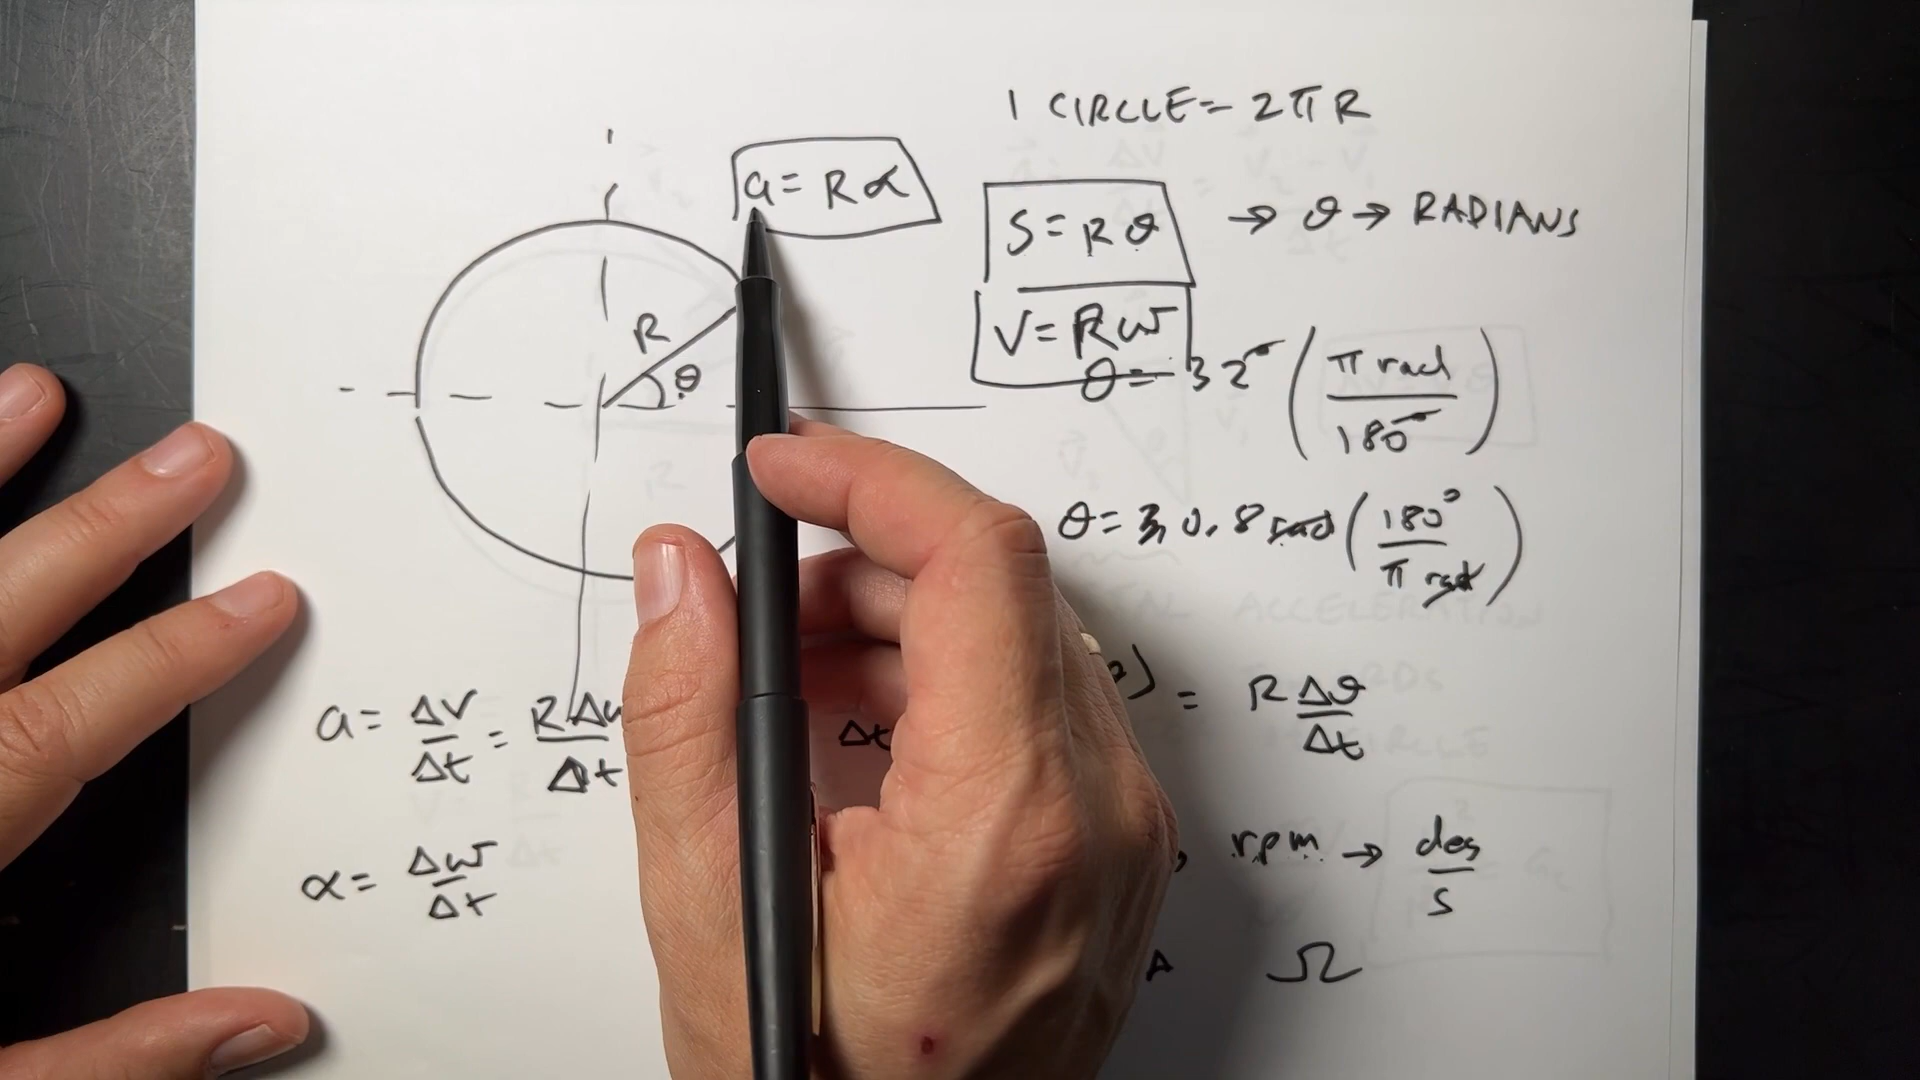 1 CIRCLE = 2πR
a = Rα
S = Rθ → θ → RADIANS
V = Rω
R
θ
θ = 32° (π rad / 180°)
θ = 0.8 rad (180° / π rad)
a = ΔV/Δt = RΔω/Δt
Δt
) = R Δθ/Δt
α = Δω/Δt
, rpm → deg/s
Ω